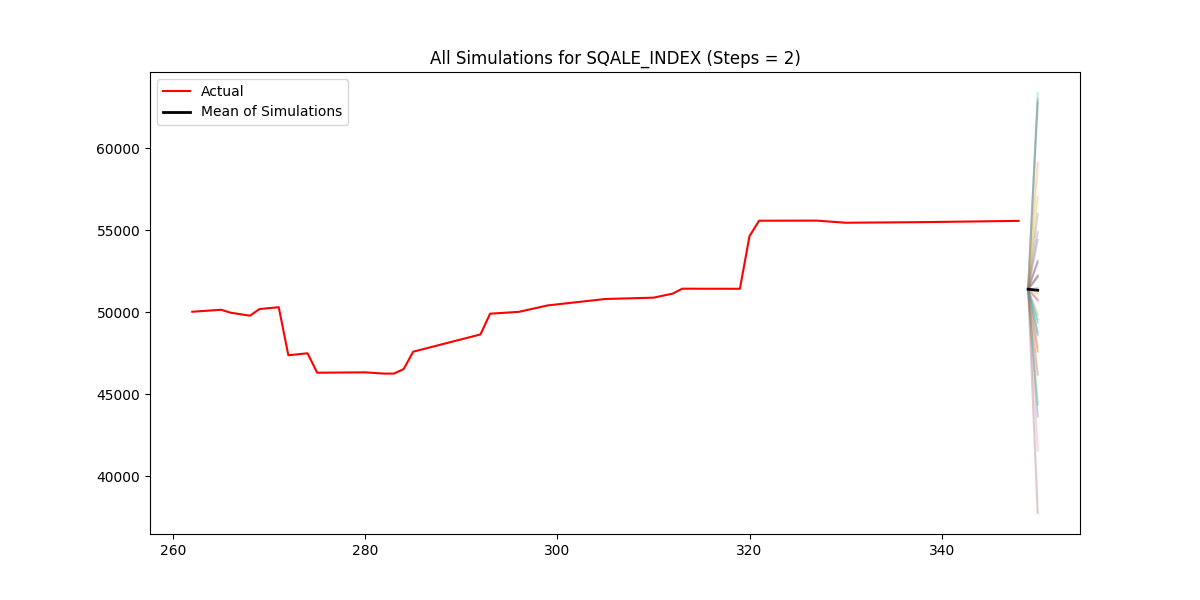 All Simulations for SQALE_INDEX (Steps = 2)
Actual
Mean of Simulations
60000
55000
50000
45000
40000
260 280 300 320 340